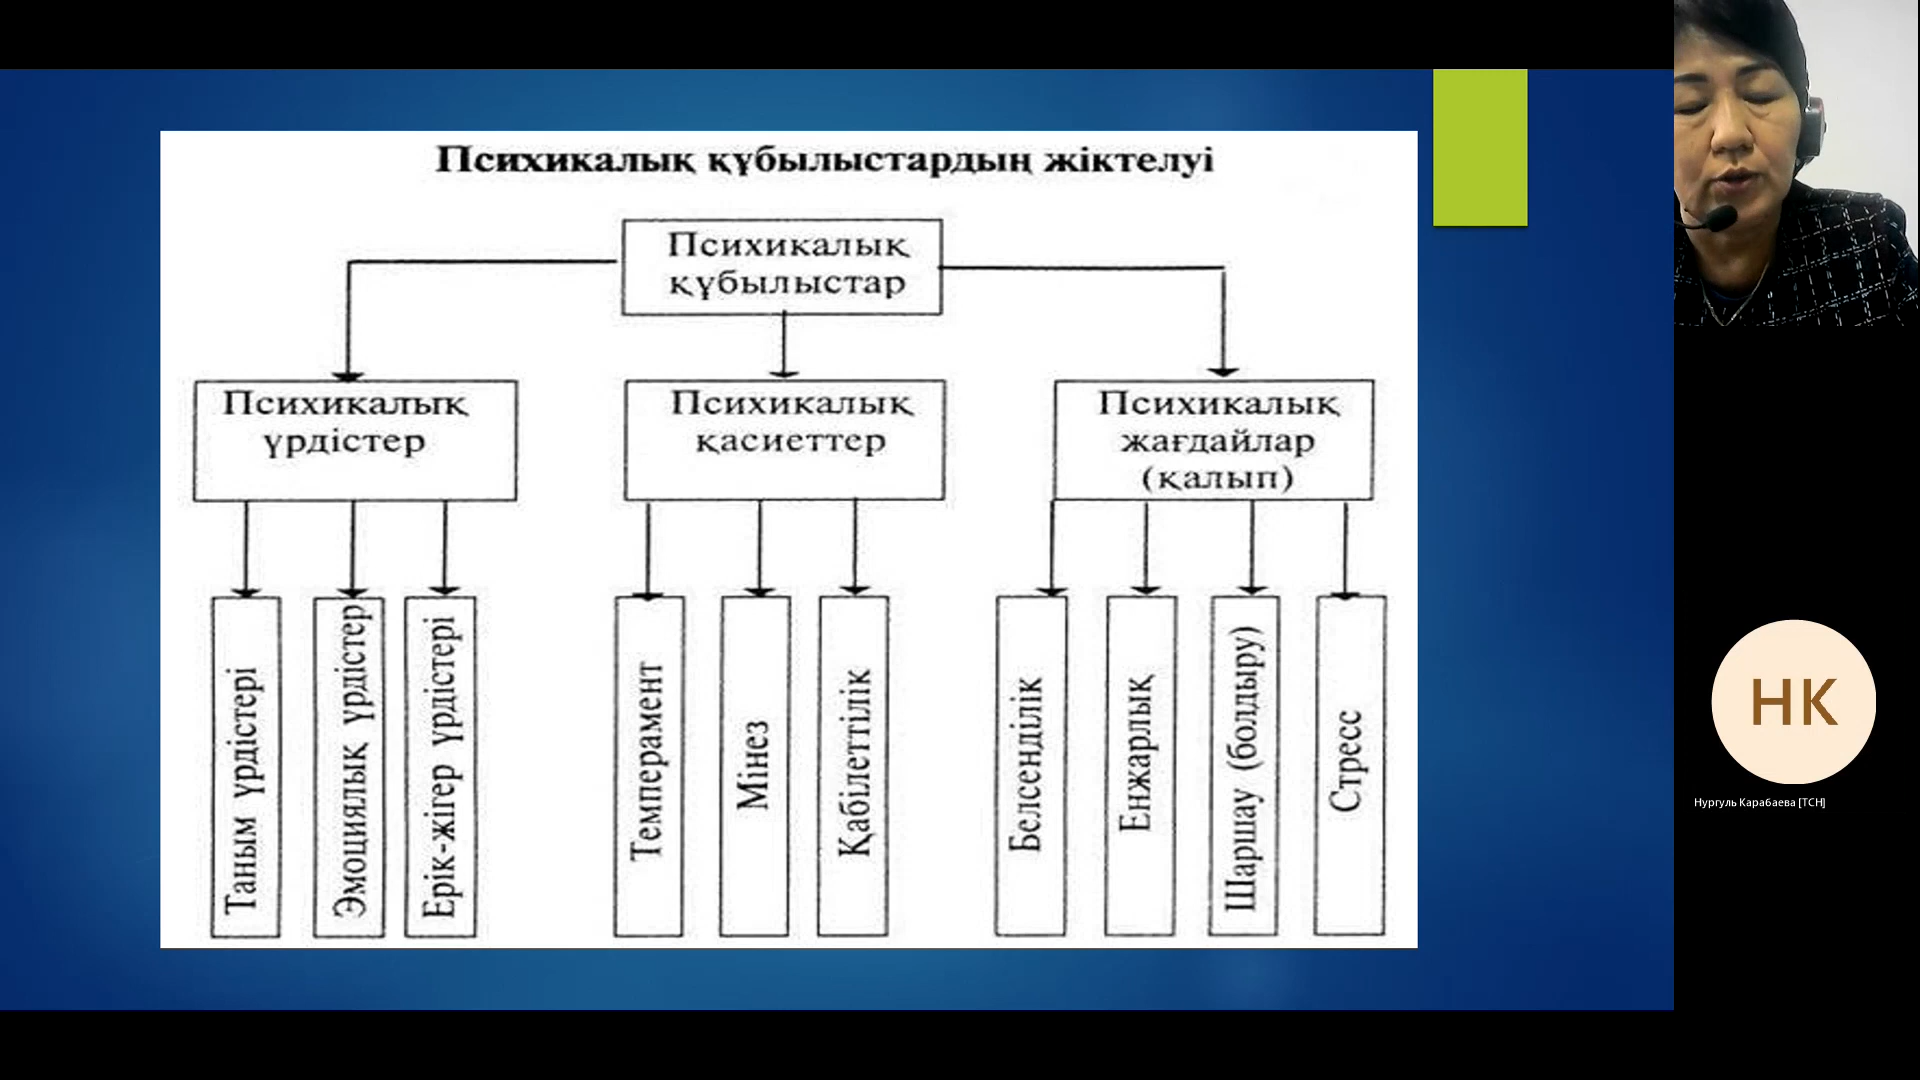 Психикалық құбылыстардың жіктелуі
Психикалық
құбылыстар
Психикалық
үрдістер
Психикалық
қасиеттер
Психикалық
жағдайлар
(қалып)
Таным үрдістері
Эмоциялық үрдістер
Ерік-жігер үрдістері
Темперамент
Мінез
Қабілеттілік
Белсенділік
Енжарлық
Шаршау (болдыру)
Стресс
НК
Нургуль Карабаева [ТСН]